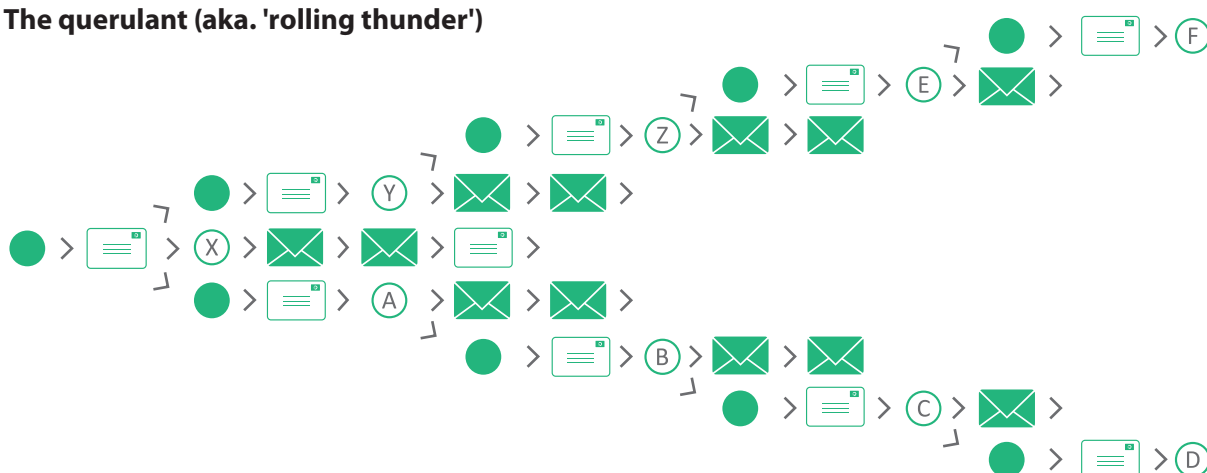 The querulant (aka. 'rolling thunder')
F
E
Z
Y
X
A
B
C
D